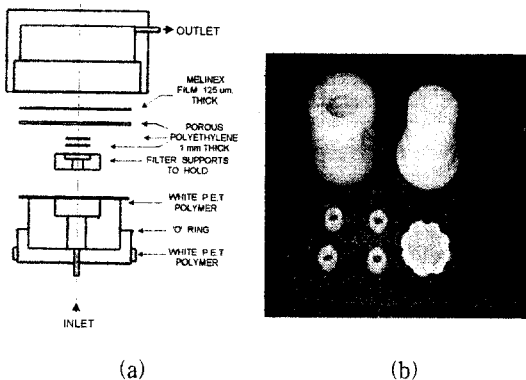 OUTLET
MELINEX
FILM 125 um.
THICK
POROUS
POLYETHYLENE
1 mm THICK
FILTER SUPPORTS
TO HOLD
WHITE P.E.T
POLYMER
'O' RING
WHITE P.E.T
POLYMER
INLET
(a)
(b)